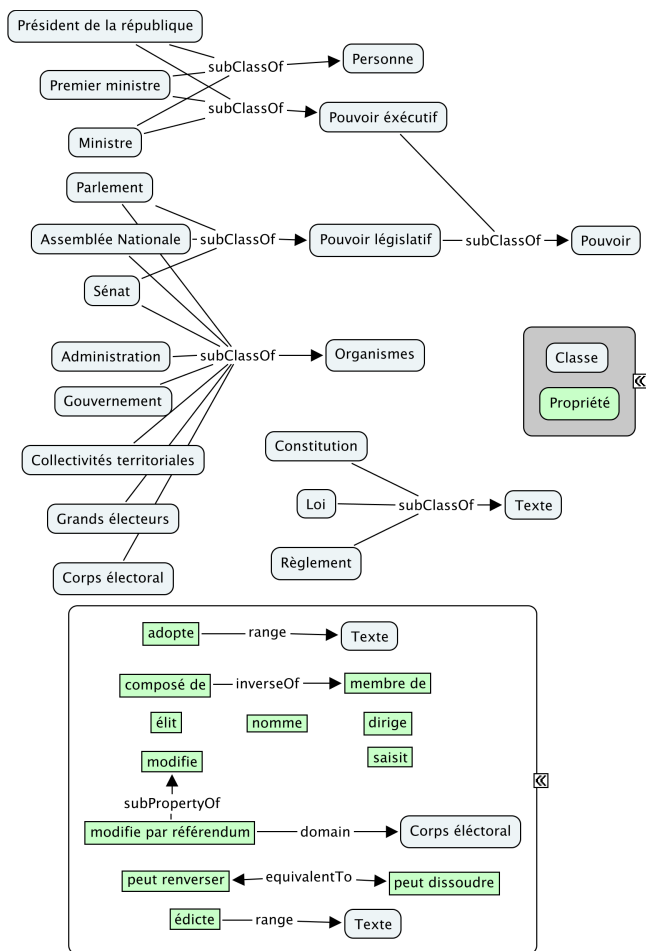 Président de la république
subClassOf
Personne
Premier ministre
subClassOf
Pouvoir éxécutif
Ministre
Parlement
Assemblée Nationale
subClassOf
Pouvoir législatif
subClassOf
Pouvoir
Sénat
Administration
subClassOf
Organismes
Classe
Propriété
Gouvernement
Collectivités territoriales
Constitution
Loi
subClassOf
Texte
Grands électeurs
Règlement
Corps électoral
adopte
range
Texte
composé de
inverseOf
membre de
élit
nomme
dirige
modifie
saisit
subPropertyOf
modifie par référendum
domain
Corps éléctoral
peut renverser
equivalentTo
peut dissoudre
édicte
range
Texte